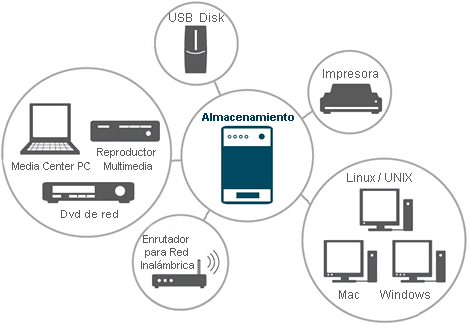 USB Disk
Impresora
Almacenamiento
Media Center PC
Reproductor
Multimedia
Dvd de red
Linux / UNIX
Mac
Windows
Enrutador
para Red
Inalámbrica